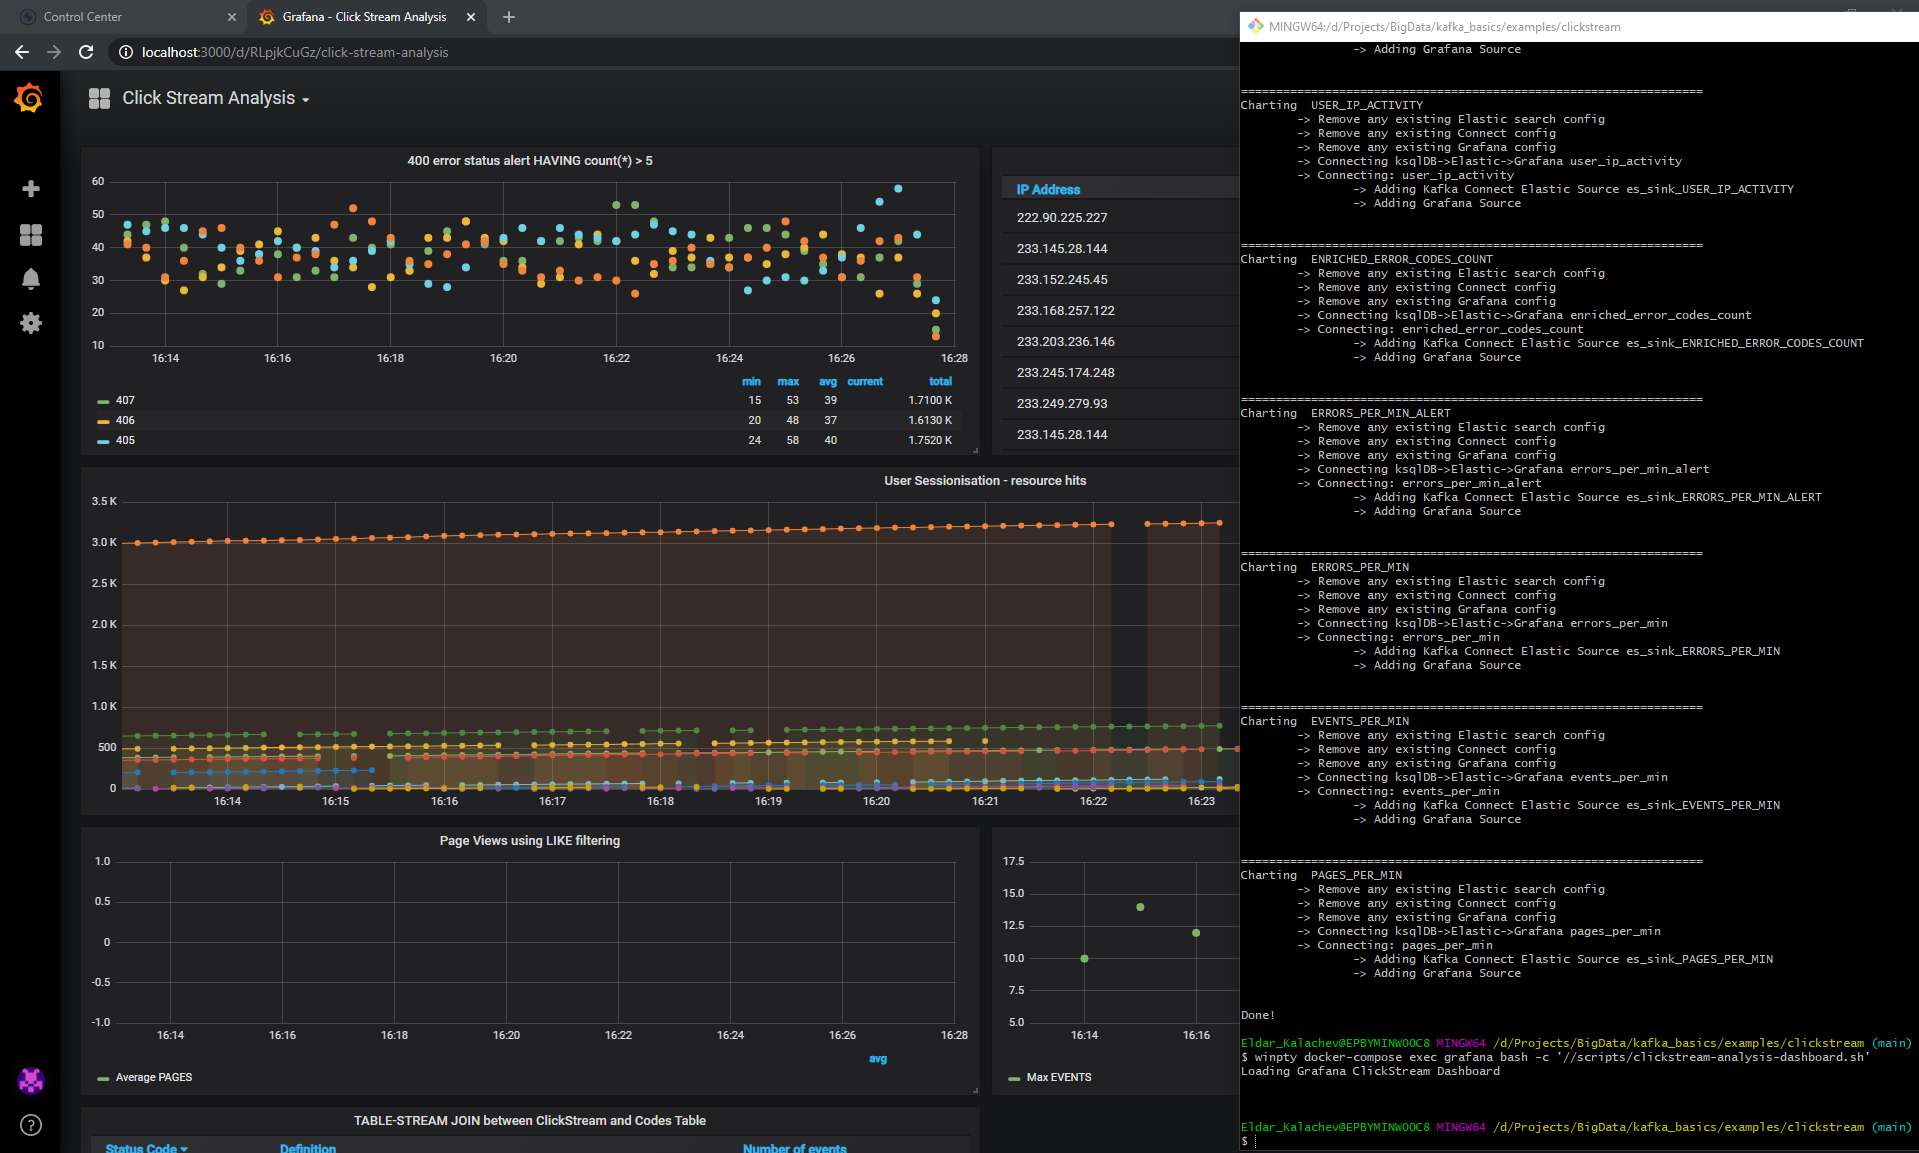 Control Center
Grafana - Click Stream Analysis
localhost:3000/d/RLpjkCuGz/click-stream-analysis
Click Stream Analysis
400 error status alert HAVING count(*) > 5
60
50
40
30
20
10
16:14 16:16 16:18 16:20 16:22 16:24 16:26 16:28
min max avg current total
407 15 53 39 1.7100 K
406 20 48 37 1.6130 K
405 24 58 40 1.7520 K
IP Address
222.90.225.227
233.145.28.144
233.152.245.45
233.168.257.122
233.203.236.146
233.245.174.248
233.249.279.93
233.145.28.144
User Sessionisation - resource hits
3.5 K
3.0 K
2.5 K
2.0 K
1.5 K
1.0 K
500
0
16:14 16:15 16:16 16:17 16:18 16:19 16:20 16:21 16:22 16:23
Page Views using LIKE filtering
1.0
0.5
0
-0.5
-1.0
16:14 16:16 16:18 16:20 16:22 16:24 16:26 16:28
avg
Average PAGES
17.5
15.0
12.5
10.0
7.5
5.0
16:14 16:16
Max EVENTS
TABLE-STREAM JOIN between ClickStream and Codes Table
Status Code Definition Number of events
MINGW64:/d/Projects/BigData/kafka_basics/examples/clickstream
-> Adding Grafana Source
==================================================================
Charting USER_IP_ACTIVITY
-> Remove any existing Elastic search config
-> Remove any existing Connect config
-> Remove any existing Grafana config
-> Connecting ksqlDB->Elastic->Grafana user_ip_activity
-> Connecting: user_ip_activity
-> Adding Kafka Connect Elastic Source es_sink_USER_IP_ACTIVITY
-> Adding Grafana Source
==================================================================
Charting ENRICHED_ERROR_CODES_COUNT
-> Remove any existing Elastic search config
-> Remove any existing Connect config
-> Remove any existing Grafana config
-> Connecting ksqlDB->Elastic->Grafana enriched_error_codes_count
-> Connecting: enriched_error_codes_count
-> Adding Kafka Connect Elastic Source es_sink_ENRICHED_ERROR_CODES_COUNT
-> Adding Grafana Source
==================================================================
Charting ERRORS_PER_MIN_ALERT
-> Remove any existing Elastic search config
-> Remove any existing Connect config
-> Remove any existing Grafana config
-> Connecting ksqlDB->Elastic->Grafana errors_per_min_alert
-> Connecting: errors_per_min_alert
-> Adding Kafka Connect Elastic Source es_sink_ERRORS_PER_MIN_ALERT
-> Adding Grafana Source
==================================================================
Charting ERRORS_PER_MIN
-> Remove any existing Elastic search config
-> Remove any existing Connect config
-> Remove any existing Grafana config
-> Connecting ksqlDB->Elastic->Grafana errors_per_min
-> Connecting: errors_per_min
-> Adding Kafka Connect Elastic Source es_sink_ERRORS_PER_MIN
-> Adding Grafana Source
==================================================================
Charting EVENTS_PER_MIN
-> Remove any existing Elastic search config
-> Remove any existing Connect config
-> Remove any existing Grafana config
-> Connecting ksqlDB->Elastic->Grafana events_per_min
-> Connecting: events_per_min
-> Adding Kafka Connect Elastic Source es_sink_EVENTS_PER_MIN
-> Adding Grafana Source
==================================================================
Charting PAGES_PER_MIN
-> Remove any existing Elastic search config
-> Remove any existing Connect config
-> Remove any existing Grafana config
-> Connecting ksqlDB->Elastic->Grafana pages_per_min
-> Connecting: pages_per_min
-> Adding Kafka Connect Elastic Source es_sink_PAGES_PER_MIN
-> Adding Grafana Source
Done!
Eldar_Kalachev@EPBYMINW00C8 MINGW64 /d/Projects/BigData/kafka_basics/examples/clickstream (main)
$ winpty docker-compose exec grafana bash -c '//scripts/clickstream-analysis-dashboard.sh'
Loading Grafana ClickStream Dashboard
Eldar_Kalachev@EPBYMINW00C8 MINGW64 /d/Projects/BigData/kafka_basics/examples/clickstream (main)
$